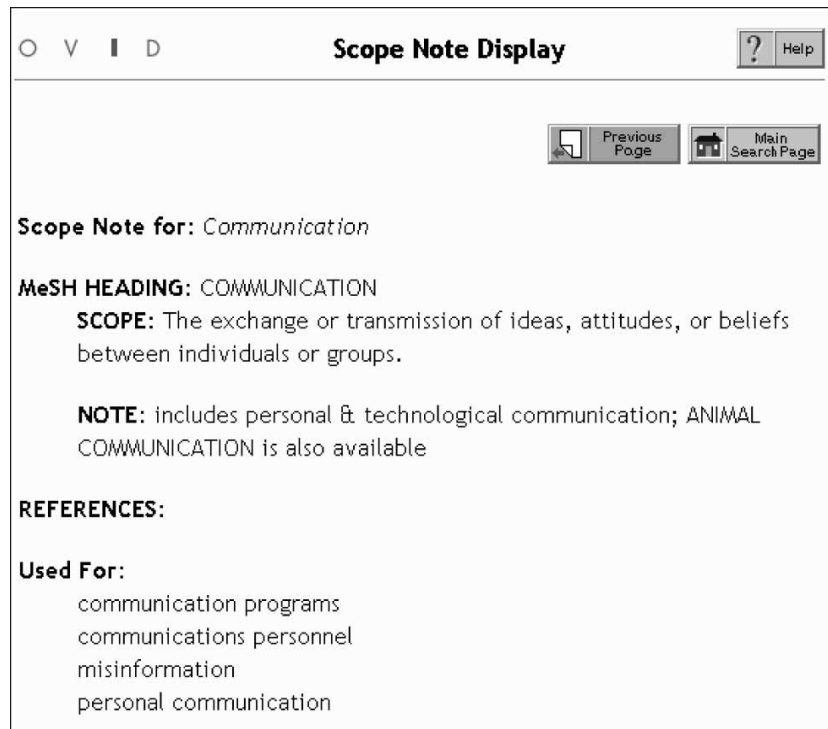 O V I D
Scope Note Display
? Help
Previous
Page
Main
Search Page
Scope Note for: Communication
MeSH HEADING: COMMUNICATION
SCOPE: The exchange or transmission of ideas, attitudes, or beliefs
between individuals or groups.
NOTE: includes personal & technological communication; ANIMAL
COMMUNICATION is also available
REFERENCES:
Used For:
communication programs
communications personnel
misinformation
personal communication